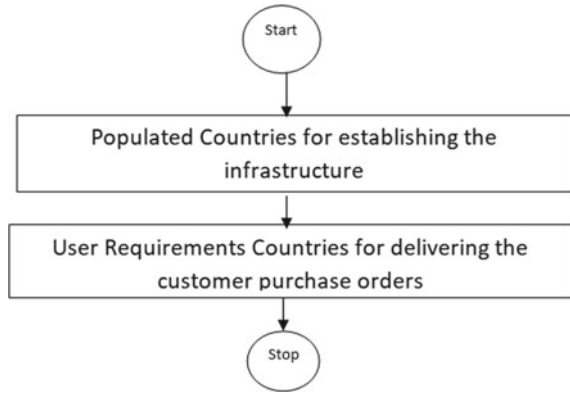 Start
Populated Countries for establishing the
infrastructure
User Requirements Countries for delivering the
customer purchase orders
Stop